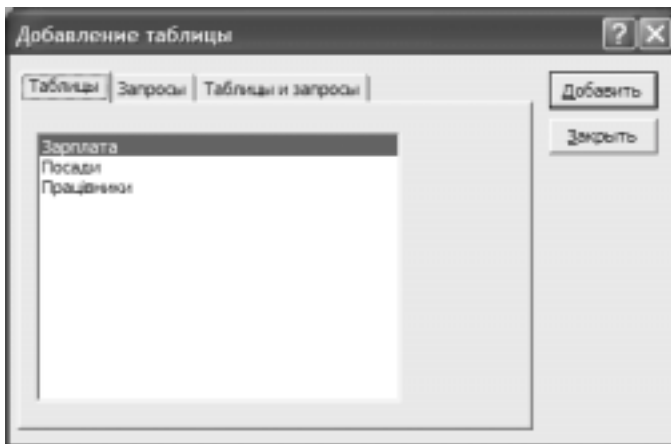 Добавление таблицы
Таблицы Запросы Таблицы и запросы
Добавить
Закрыть
Зарплата
Посади
Працівники